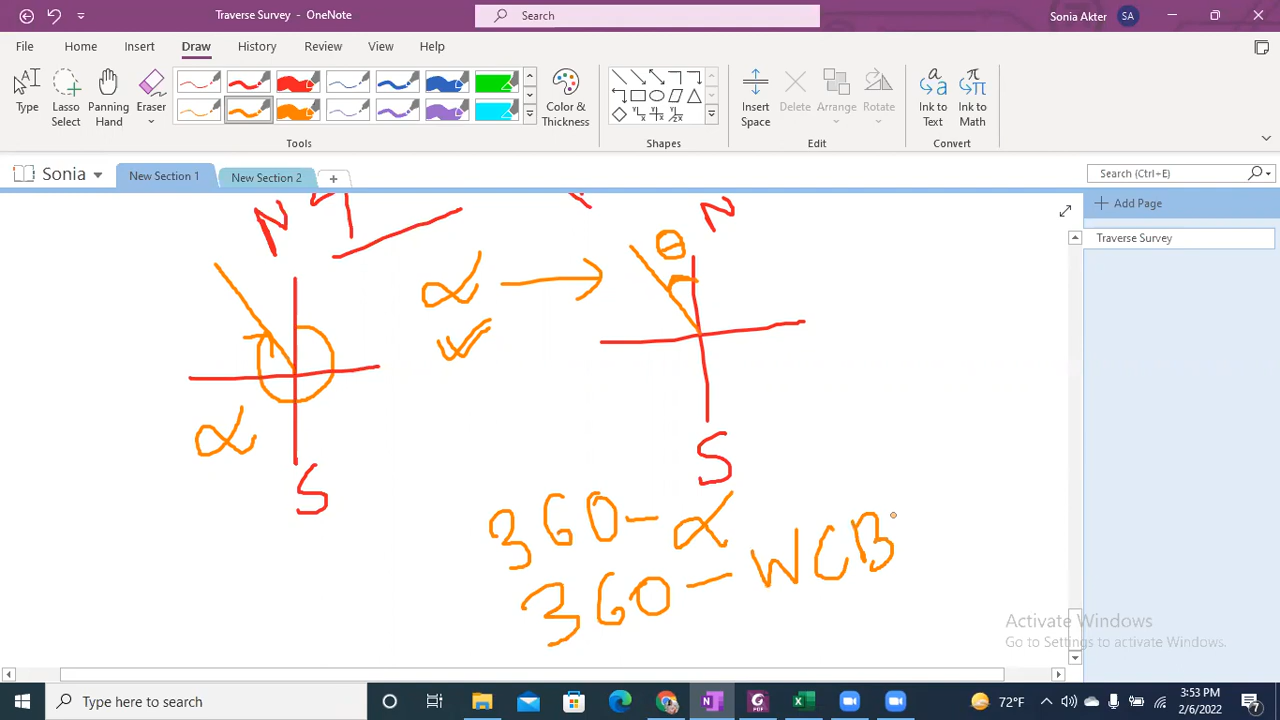 Traverse Survey - OneNote
Search
Sonia Akter SA
File Home Insert Draw View History Review View Help
Type
Lasso Select
Panning Hand
Eraser
Color & Thickness
Insert Space
Delete
Arrange
Rotate
Ink to Text
Ink to Math
Tools
Shapes
Edit
Convert
Sonia
New Section 1
New Section 2
Search (Ctrl+E)
Add Page
Traverse Survey
N
N
θ
α
α
S
S
360-α
360-WCB
Activate Windows
Go to Settings to activate Windows.
Type here to search
72°F
3:53 PM
2/6/2022
7